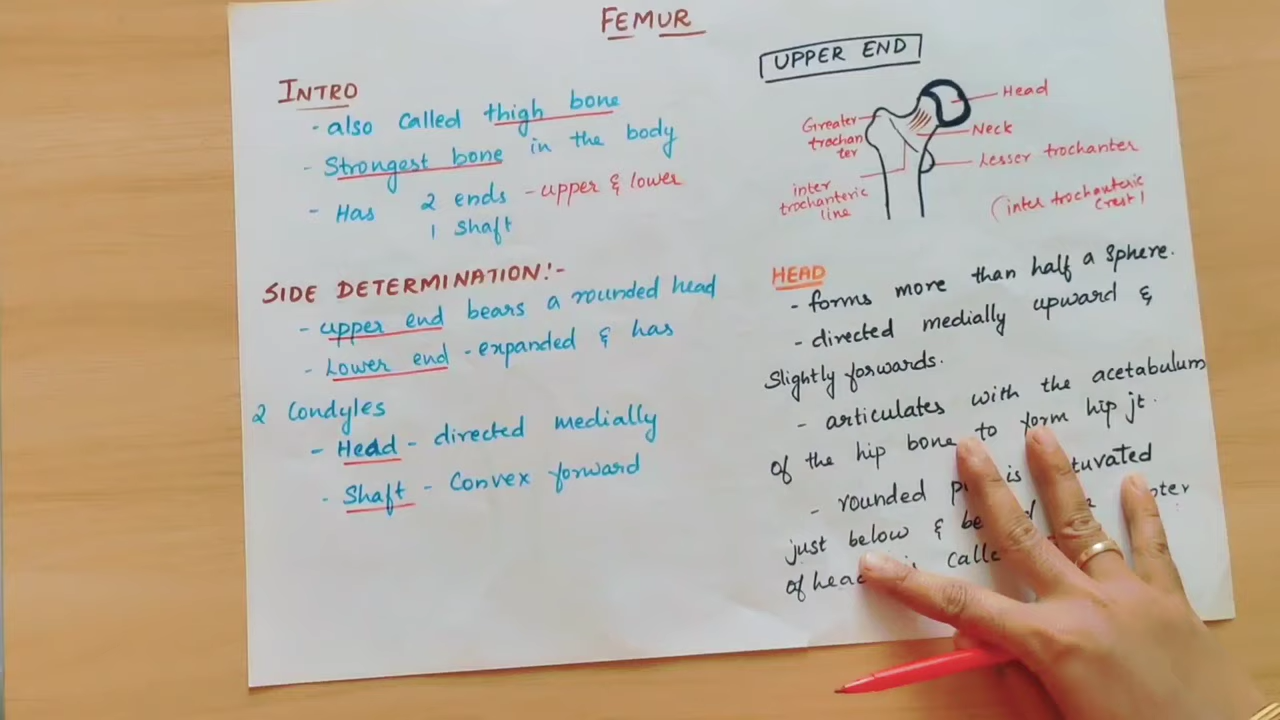 FEMUR
INTRO
- also called thigh bone
- Strongest bone in the body
- Has 2 ends - upper & lower
1 shaft
SIDE DETERMINATION!-
- upper end bears a rounded head
- Lower end - expanded & has
2 Condyles
- Head - directed medially
- Shaft - Convex forward
UPPER END
Head
Greater
trochan
ter
Neck
Lesser trochanter
inter
trochanteric
line
(inter trochanteric
crest)
HEAD
- forms more than half a sphere.
- directed medially upward &
slightly forwards.
- articulates with the acetabulum
of the hip bone to form hip jt.
- rounded is
just below &
of head is